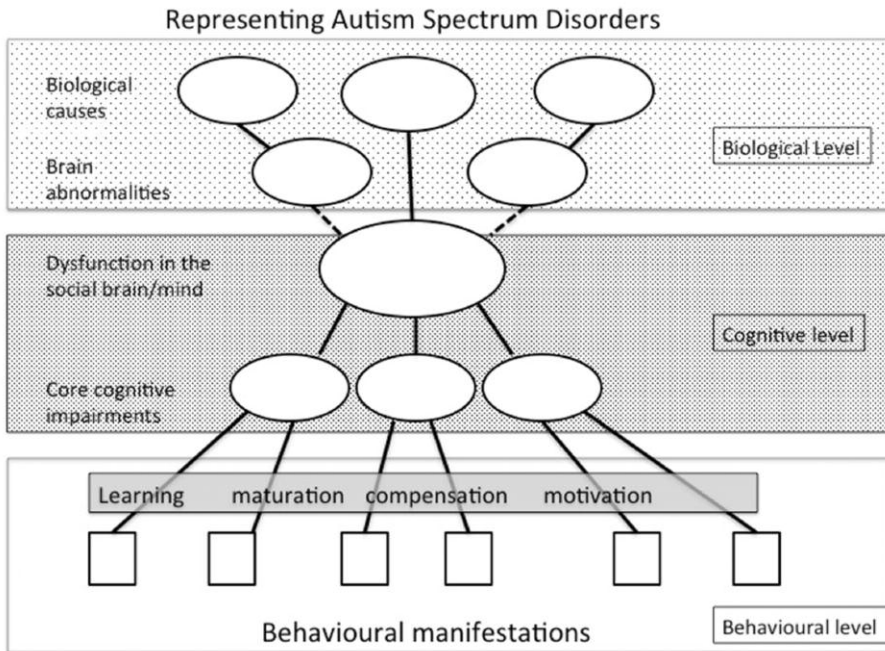 Representing Autism Spectrum Disorders
Biological
causes
Biological Level
Brain
abnormalities
Dysfunction in the
social brain/mind
Cognitive level
Core cognitive
impairments
Learning maturation compensation motivation
Behavioural manifestations
Behavioural level